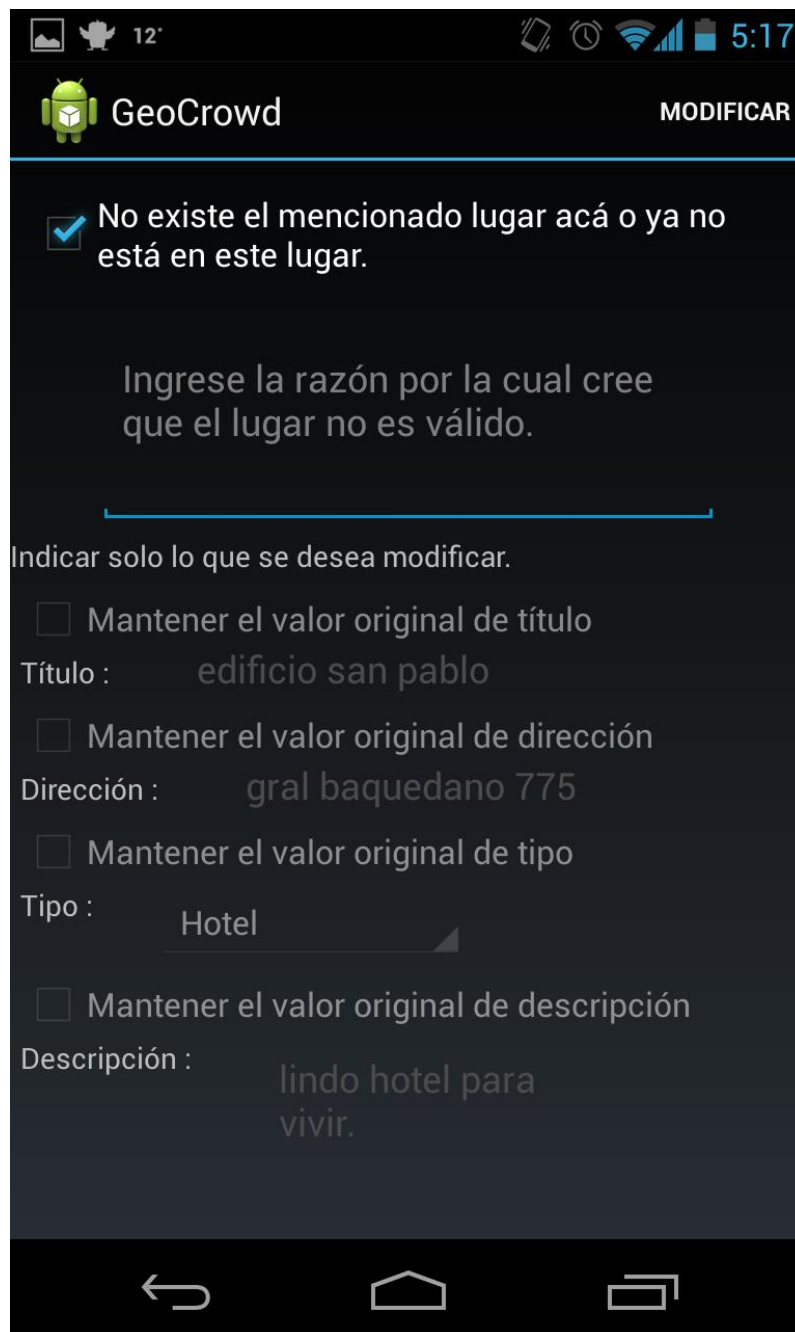 12° 5:17
GeoCrowd MODIFICAR
No existe el mencionado lugar acá o ya no
está en este lugar.
Ingrese la razón por la cual cree
que el lugar no es válido.
Indicar solo lo que se desea modificar.
Mantener el valor original de título
Título : edificio san pablo
Mantener el valor original de dirección
Dirección : gral baquedano 775
Mantener el valor original de tipo
Tipo : Hotel
Mantener el valor original de descripción
Descripción : lindo hotel para
vivir.